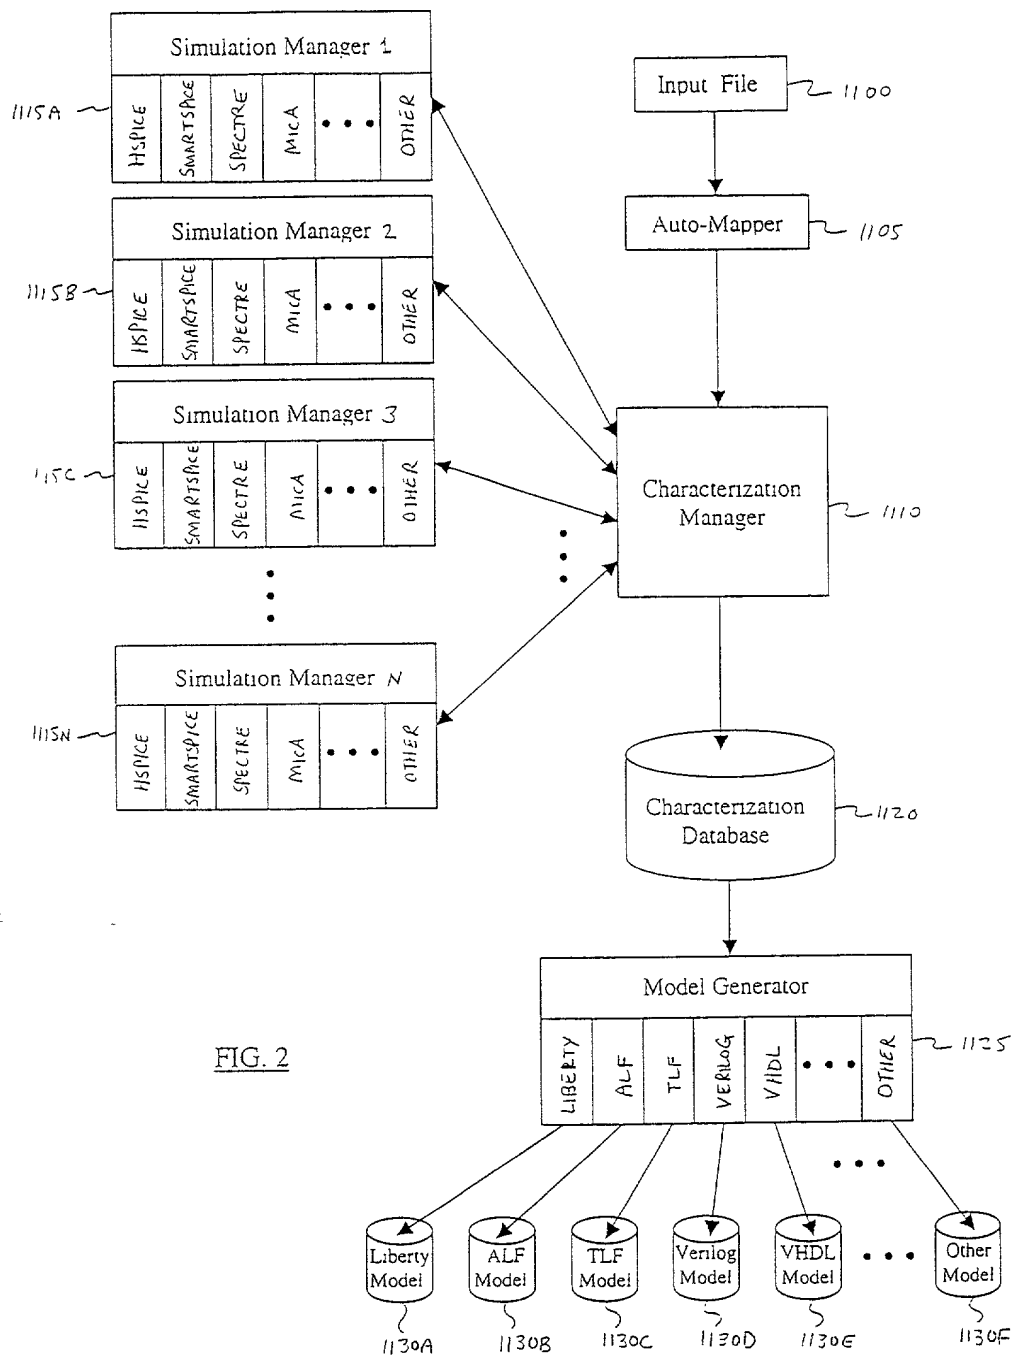 Simulation Manager 1
1115A
HSPICE
SMARTSPICE
SPECTRE
MICA
OTHER
Input File
1100
Auto-Mapper
1105
Simulation Manager 2
1115B
HSPICE
SMARTSPICE
SPECTRE
MICA
OTHER
Simulation Manager 3
1115C
HSPICE
SMARTSPICE
SPECTRE
MICA
OTHER
Characterization
Manager
1110
Simulation Manager N
1115N
HSPICE
SMARTSPICE
SPECTRE
MICA
OTHER
Characterization
Database
1120
Model Generator
1125
LIBERTY
ALF
TLF
VERILOG
VHDL
OTHER
FIG. 2
Liberty
Model
ALF
Model
TLF
Model
Verilog
Model
VHDL
Model
Other
Model
1130A
1130B
1130C
1130D
1130E
1130F